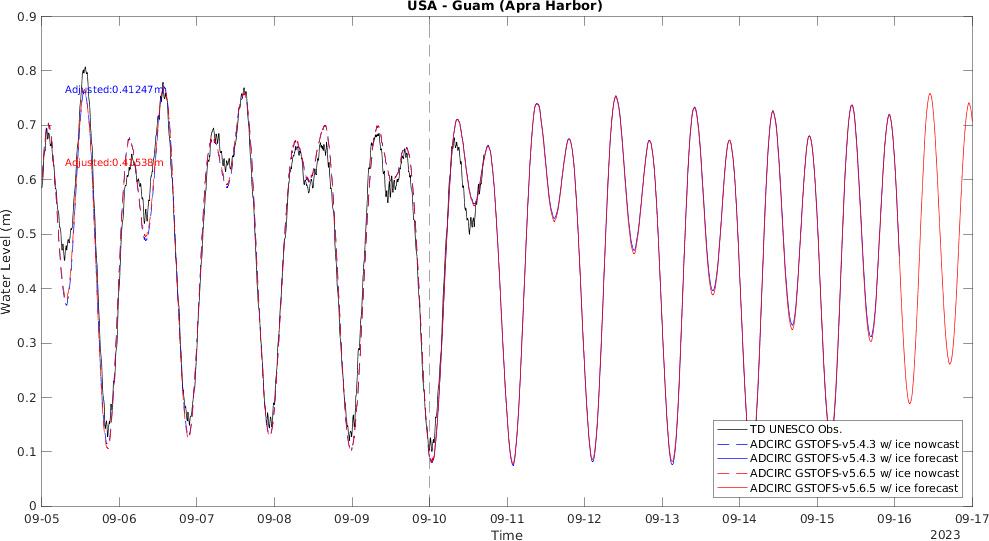 USA - Guam (Apra Harbor)
0.9
0.8
Adjusted:0.41247m
0.7
Adjusted:0.41538m
0.6
0.5
Water Level (m)
0.4
0.3
0.2
TD UNESCO Obs.
ADCIRC GSTOFS-v5.4.3 w/ ice nowcast
0.1
ADCIRC GSTOFS-v5.4.3 w/ ice forecast
ADCIRC GSTOFS-v5.6.5 w/ ice nowcast
ADCIRC GSTOFS-v5.6.5 w/ ice forecast
0
09-05 09-06 09-07 09-08 09-09 09-10 09-11 09-12 09-13 09-14 09-15 09-16 09-17
Time
2023